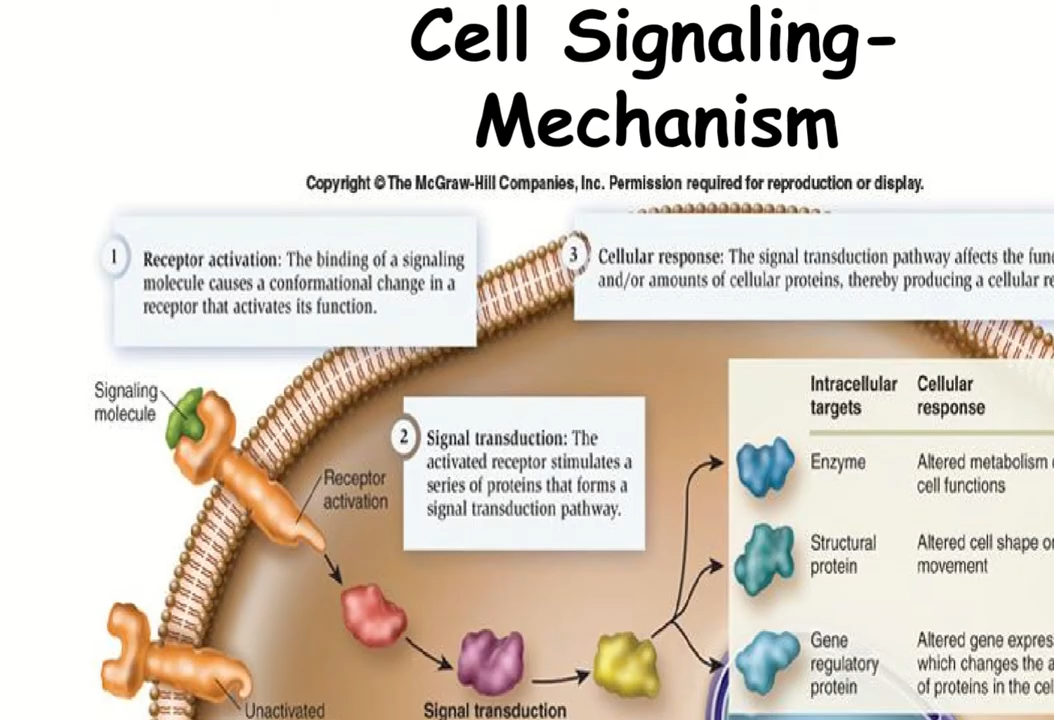 Cell Signaling-
Mechanism
Copyright © The McGraw-Hill Companies, Inc. Permission required for reproduction or display.
1
Receptor activation: The binding of a signaling
molecule causes a conformational change in a
receptor that activates its function.
3
Cellular response: The signal transduction pathway affects the
and/or amounts of cellular proteins, thereby producing a cellular
Signaling
molecule
Receptor
activation
2
Signal transduction: The
activated receptor stimulates a
series of proteins that forms a
signal transduction pathway.
Intracellular
targets
Cellular
response
Enzyme
Altered metabolism
cell functions
Structural
protein
Altered cell shape
movement
Gene
regulatory
protein
Altered gene
which changes the
of proteins in the
Unactivated
Signal transduction